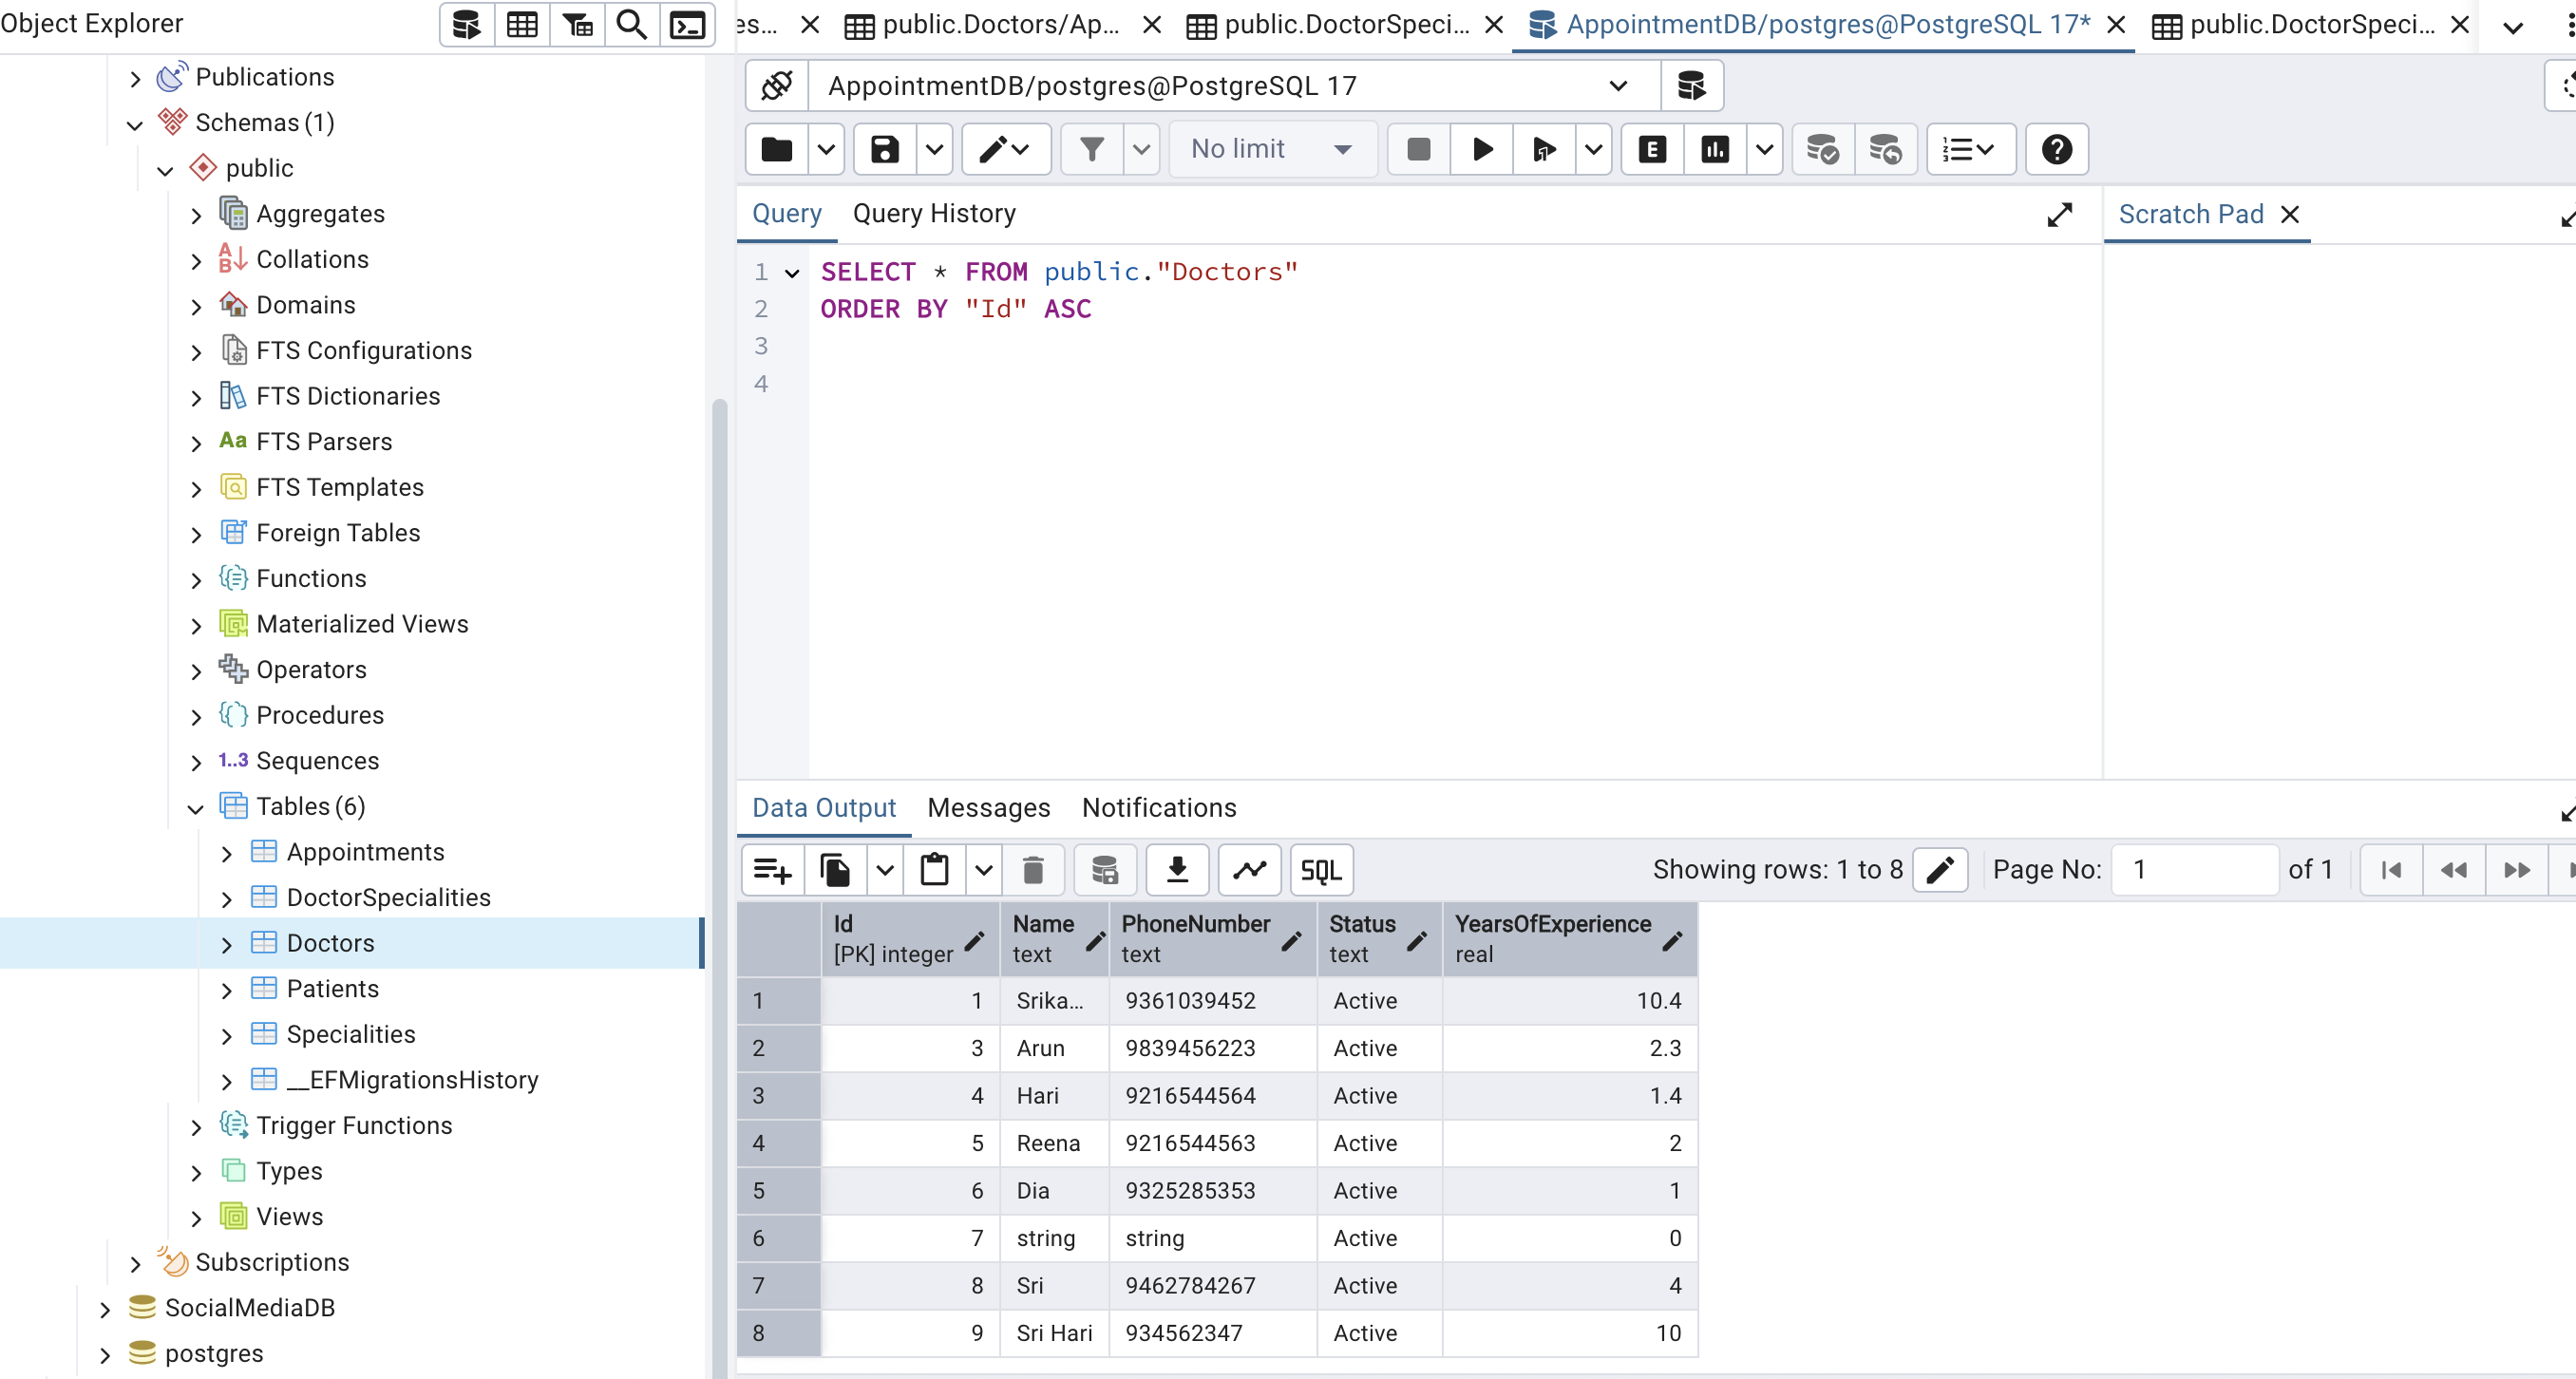 Object Explorer
es...
public.Doctors/Ap...
public.DoctorSpeci...
AppointmentDB/postgres@PostgreSQL 17*
public.DoctorSpeci...
Publications
Schemas (1)
public
Aggregates
Collations
Domains
FTS Configurations
FTS Dictionaries
Aa FTS Parsers
FTS Templates
Foreign Tables
Functions
Materialized Views
Operators
Procedures
1..3 Sequences
Tables (6)
Appointments
DoctorSpecialities
Doctors
Patients
Specialities
__EFMigrationsHistory
Trigger Functions
Types
Views
Subscriptions
SocialMediaDB
postgres
AppointmentDB/postgres@PostgreSQL 17
No limit
E
Query Query History
Scratch Pad
1 SELECT * FROM public."Doctors"
2 ORDER BY "Id" ASC
3
4
Data Output Messages Notifications
SQL
Showing rows: 1 to 8
Page No: 1 of 1
Id Name PhoneNumber Status YearsOfExperience
[PK] integer text text text real
1 1 Srika... 9361039452 Active 10.4
2 3 Arun 9839456223 Active 2.3
3 4 Hari 9216544564 Active 1.4
4 5 Reena 9216544563 Active 2
5 6 Dia 9325285353 Active 1
6 7 string string Active 0
7 8 Sri 9462784267 Active 4
8 9 Sri Hari 934562347 Active 10